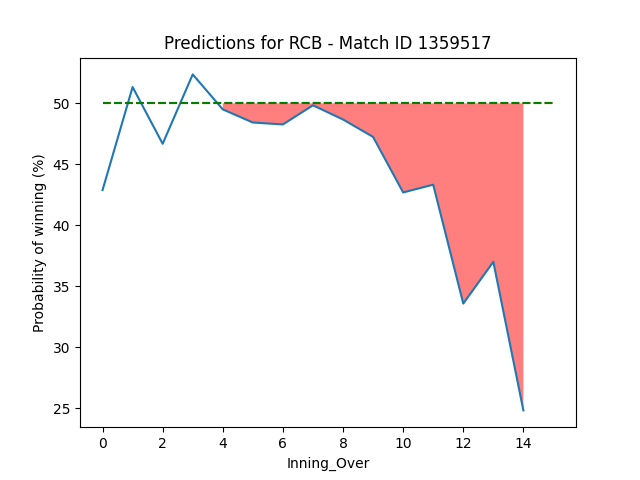 Predictions for RCB - Match ID 1359517
Probability of winning (%)
50
45
40
35
30
25
0 2 4 6 8 10 12 14
Inning_Over